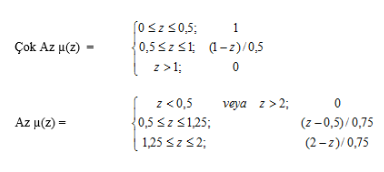 0 ≤ z ≤ 0,5; 1
Çok Az μ(z) = 0,5 ≤ z ≤ 1; (1 − z) / 0,5
z > 1; 0
z < 0,5 veya z > 2; 0
Az μ(z) = 0,5 ≤ z ≤ 1,25; (z − 0,5) / 0,75
1,25 ≤ z ≤ 2; (2 − z) / 0,75